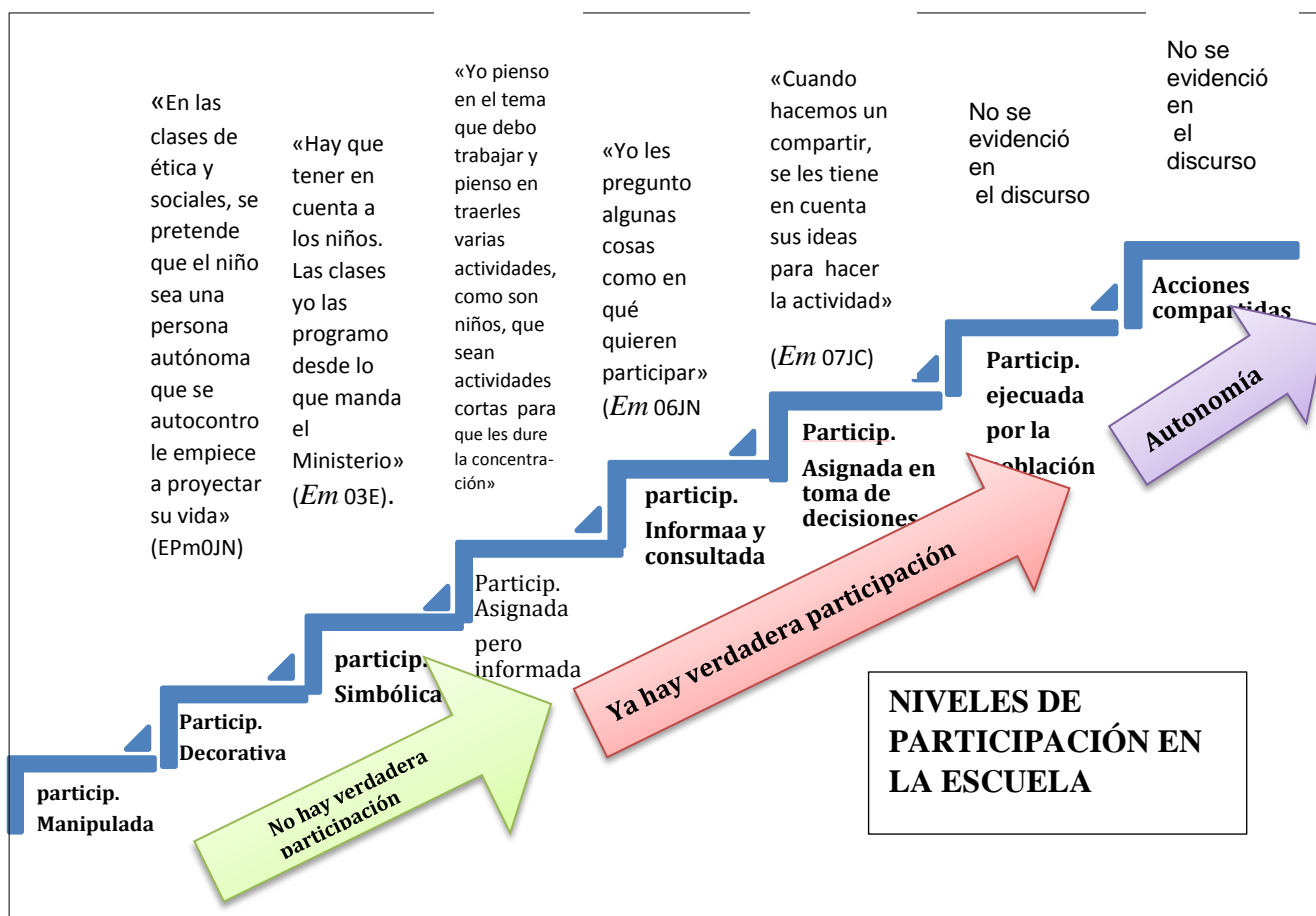 «En las
clases de
ética y
sociales, se
pretende
que el niño
sea una
persona
autónoma
que se
autocontro
le empiece
a proyectar
su vida»
(EPm0JN)
«Hay que
tener en
cuenta a
los niños.
Las clases
yo las
programo
desde lo
que manda
el
Ministerio»
(Em 03E).
«Yo pienso
en el tema
que debo
trabajar y
pienso en
traerles
varias
actividades,
como son
niños, que
sean
actividades
cortas para
que les dure
la concentra-
ción»
«Yo les
pregunto
algunas
cosas
como en
qué
quieren
participar»
(Em 06JN
«Cuando
hacemos un
compartir,
se les tiene
en cuenta
sus ideas
para hacer
la actividad»
(Em 07JC)
No se
evidenció
en
el discurso
No se
evidenció
en
el
discurso
particip.
Manipulada
Particip.
Decorativa
particip.
Simbólica
Particip.
Asignada
pero
informada
particip.
Informaa y
consultada
Particip.
Asignada en
toma de
decisiones
Particip.
ejecuada
por la
población
Acciones
compartidas
No hay verdadera
participación
Ya hay verdadera participación
Autonomía
NIVELES DE
PARTICIPACIÓN EN
LA ESCUELA